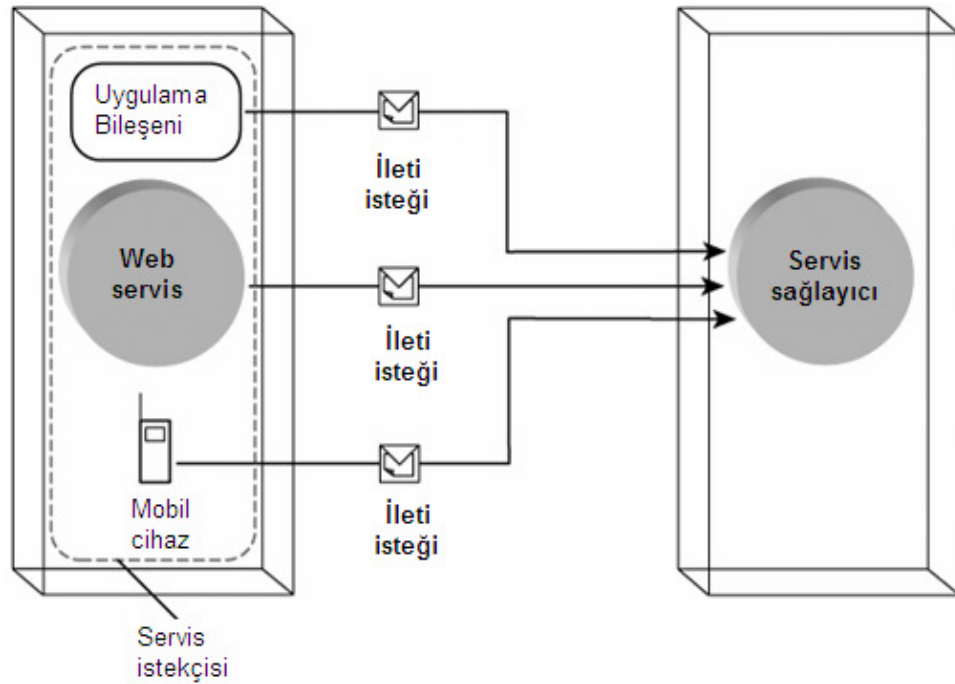 Uygulama
Bileşeni
İleti
isteği
Web
servis
Servis
sağlayıcı
İleti
isteği
Mobil
cihaz
İleti
isteği
Servis
istekçisi